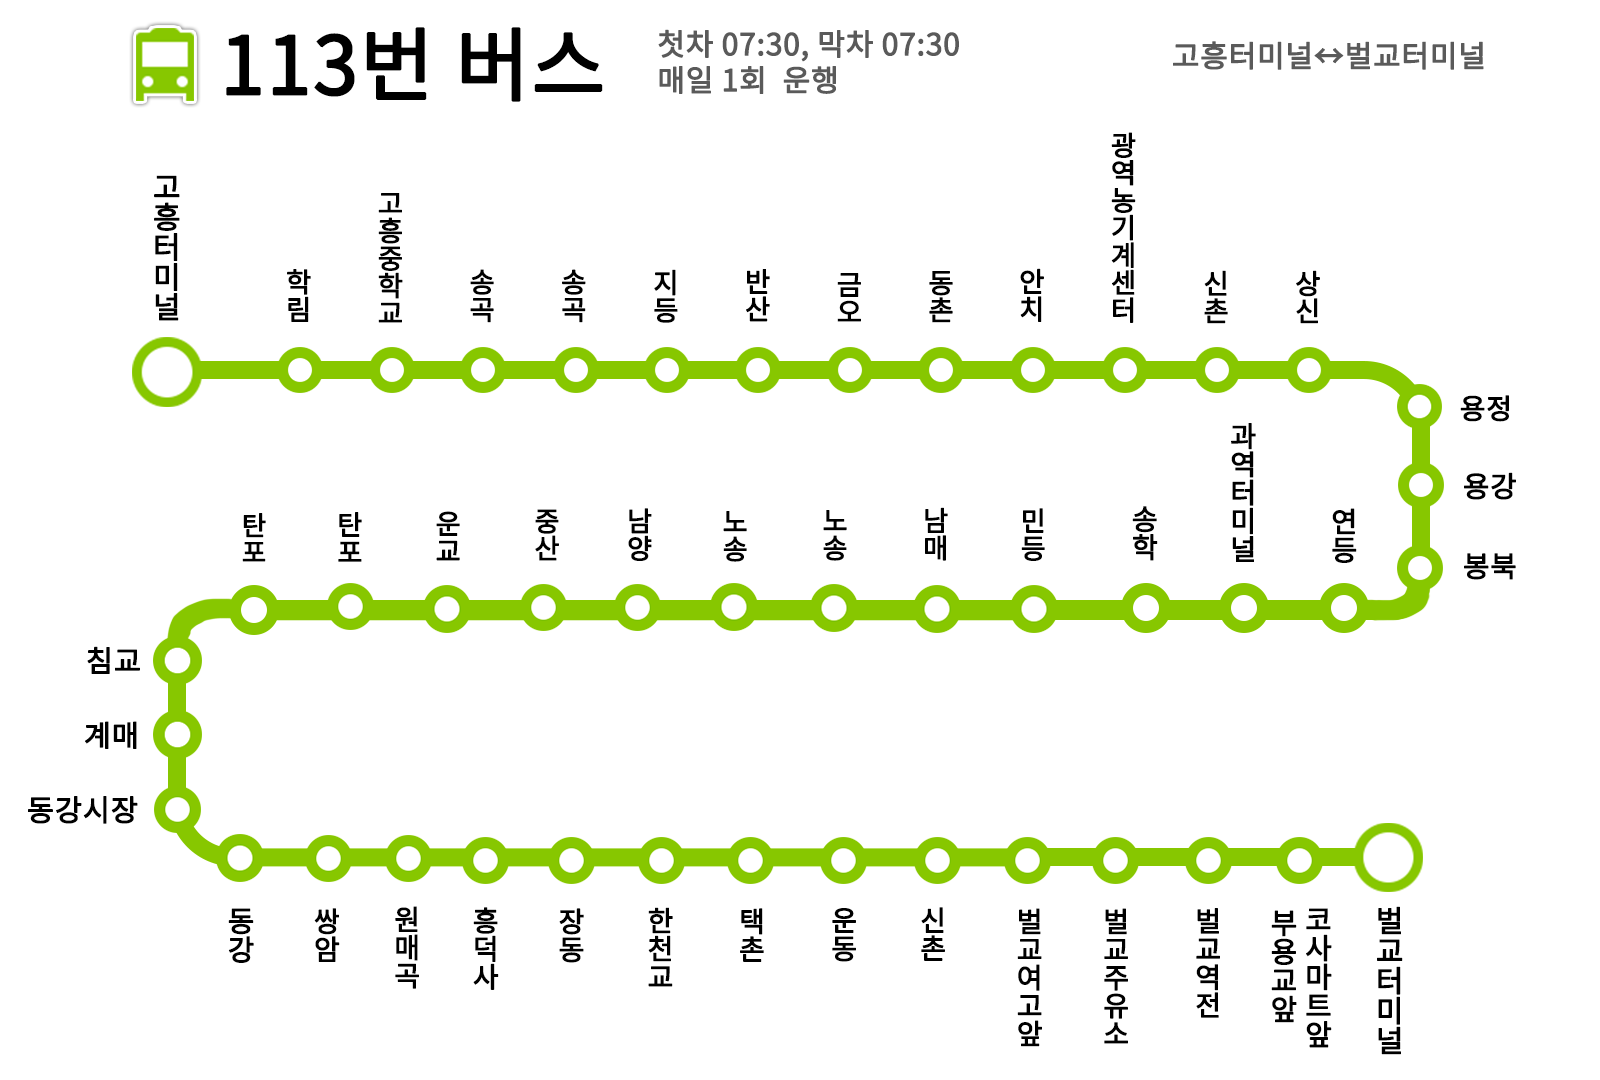 113번 버스
첫차 07:30, 막차 07:30
매일 1회 운행
고흥터미널↔벌교터미널
고흥터미널
학림
고흥중학교
송곡
송곡
지등
반산
금오
동촌
안치
광역농기계센터
신촌
상신
용정
용강
봉북
연등
과역터미널
송학
민등
남매
노송
노송
남양
중산
운교
탄포
탄포
침교
계매
동강시장
동강
쌍암
원매곡
흥덕사
장동
한천교
택촌
운동
신촌
벌교여고앞
벌교주유소
벌교역전
부용교앞
코사마트앞
벌교터미널